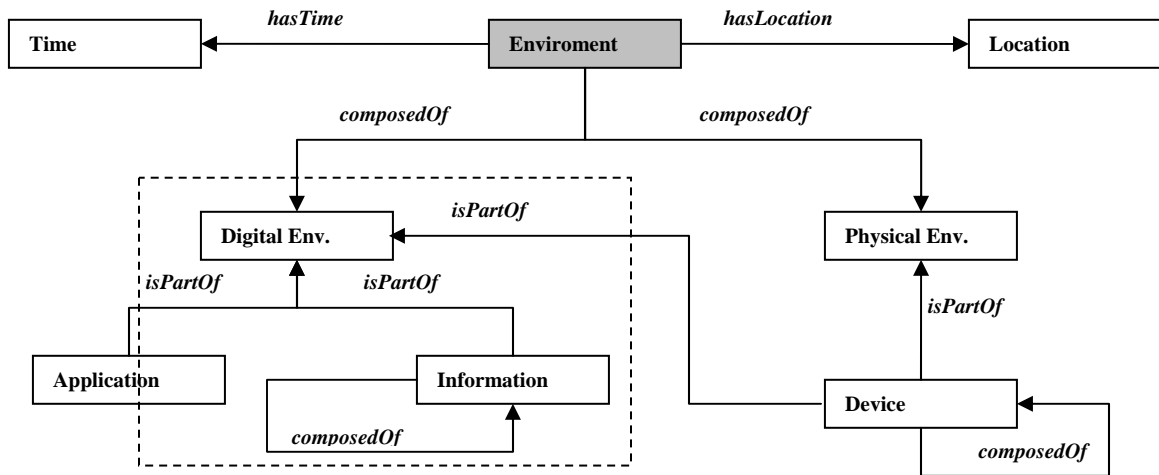 hasTime
hasLocation
Time
Enviroment
Location
composedOf
composedOf
isPartOf
Digital Env.
Physical Env.
isPartOf
isPartOf
isPartOf
Application
Information
Device
composedOf
composedOf